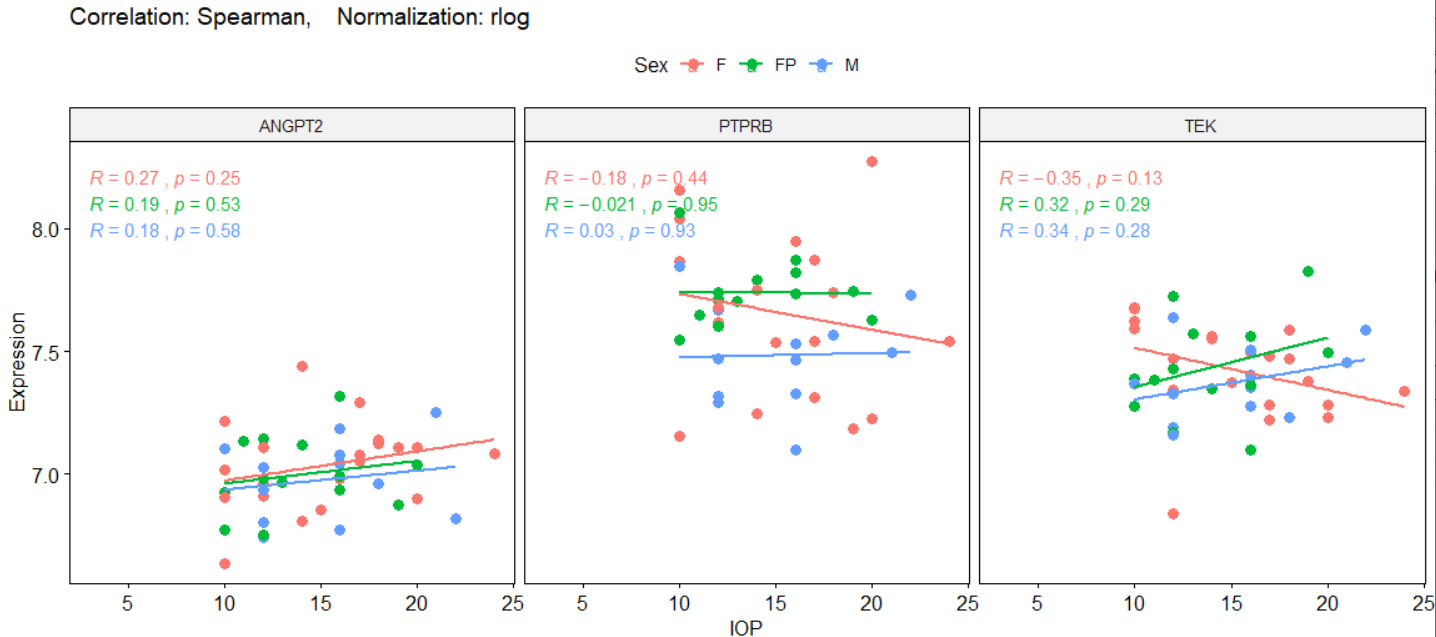 Correlation: Spearman, Normalization: rlog
Sex F FP M
ANGPT2 PTPRB TEK
R = 0.27 , p = 0.25
R = 0.19 , p = 0.53
R = 0.18 , p = 0.58
R = −0.18 , p = 0.44
R = −0.021 , p = 0.95
R = 0.03 , p = 0.93
R = −0.35 , p = 0.13
R = 0.32 , p = 0.29
R = 0.34 , p = 0.28
Expression
8.0
7.5
7.0
5 10 15 20 25 5 10 15 20 25 5 10 15 20 25
IOP